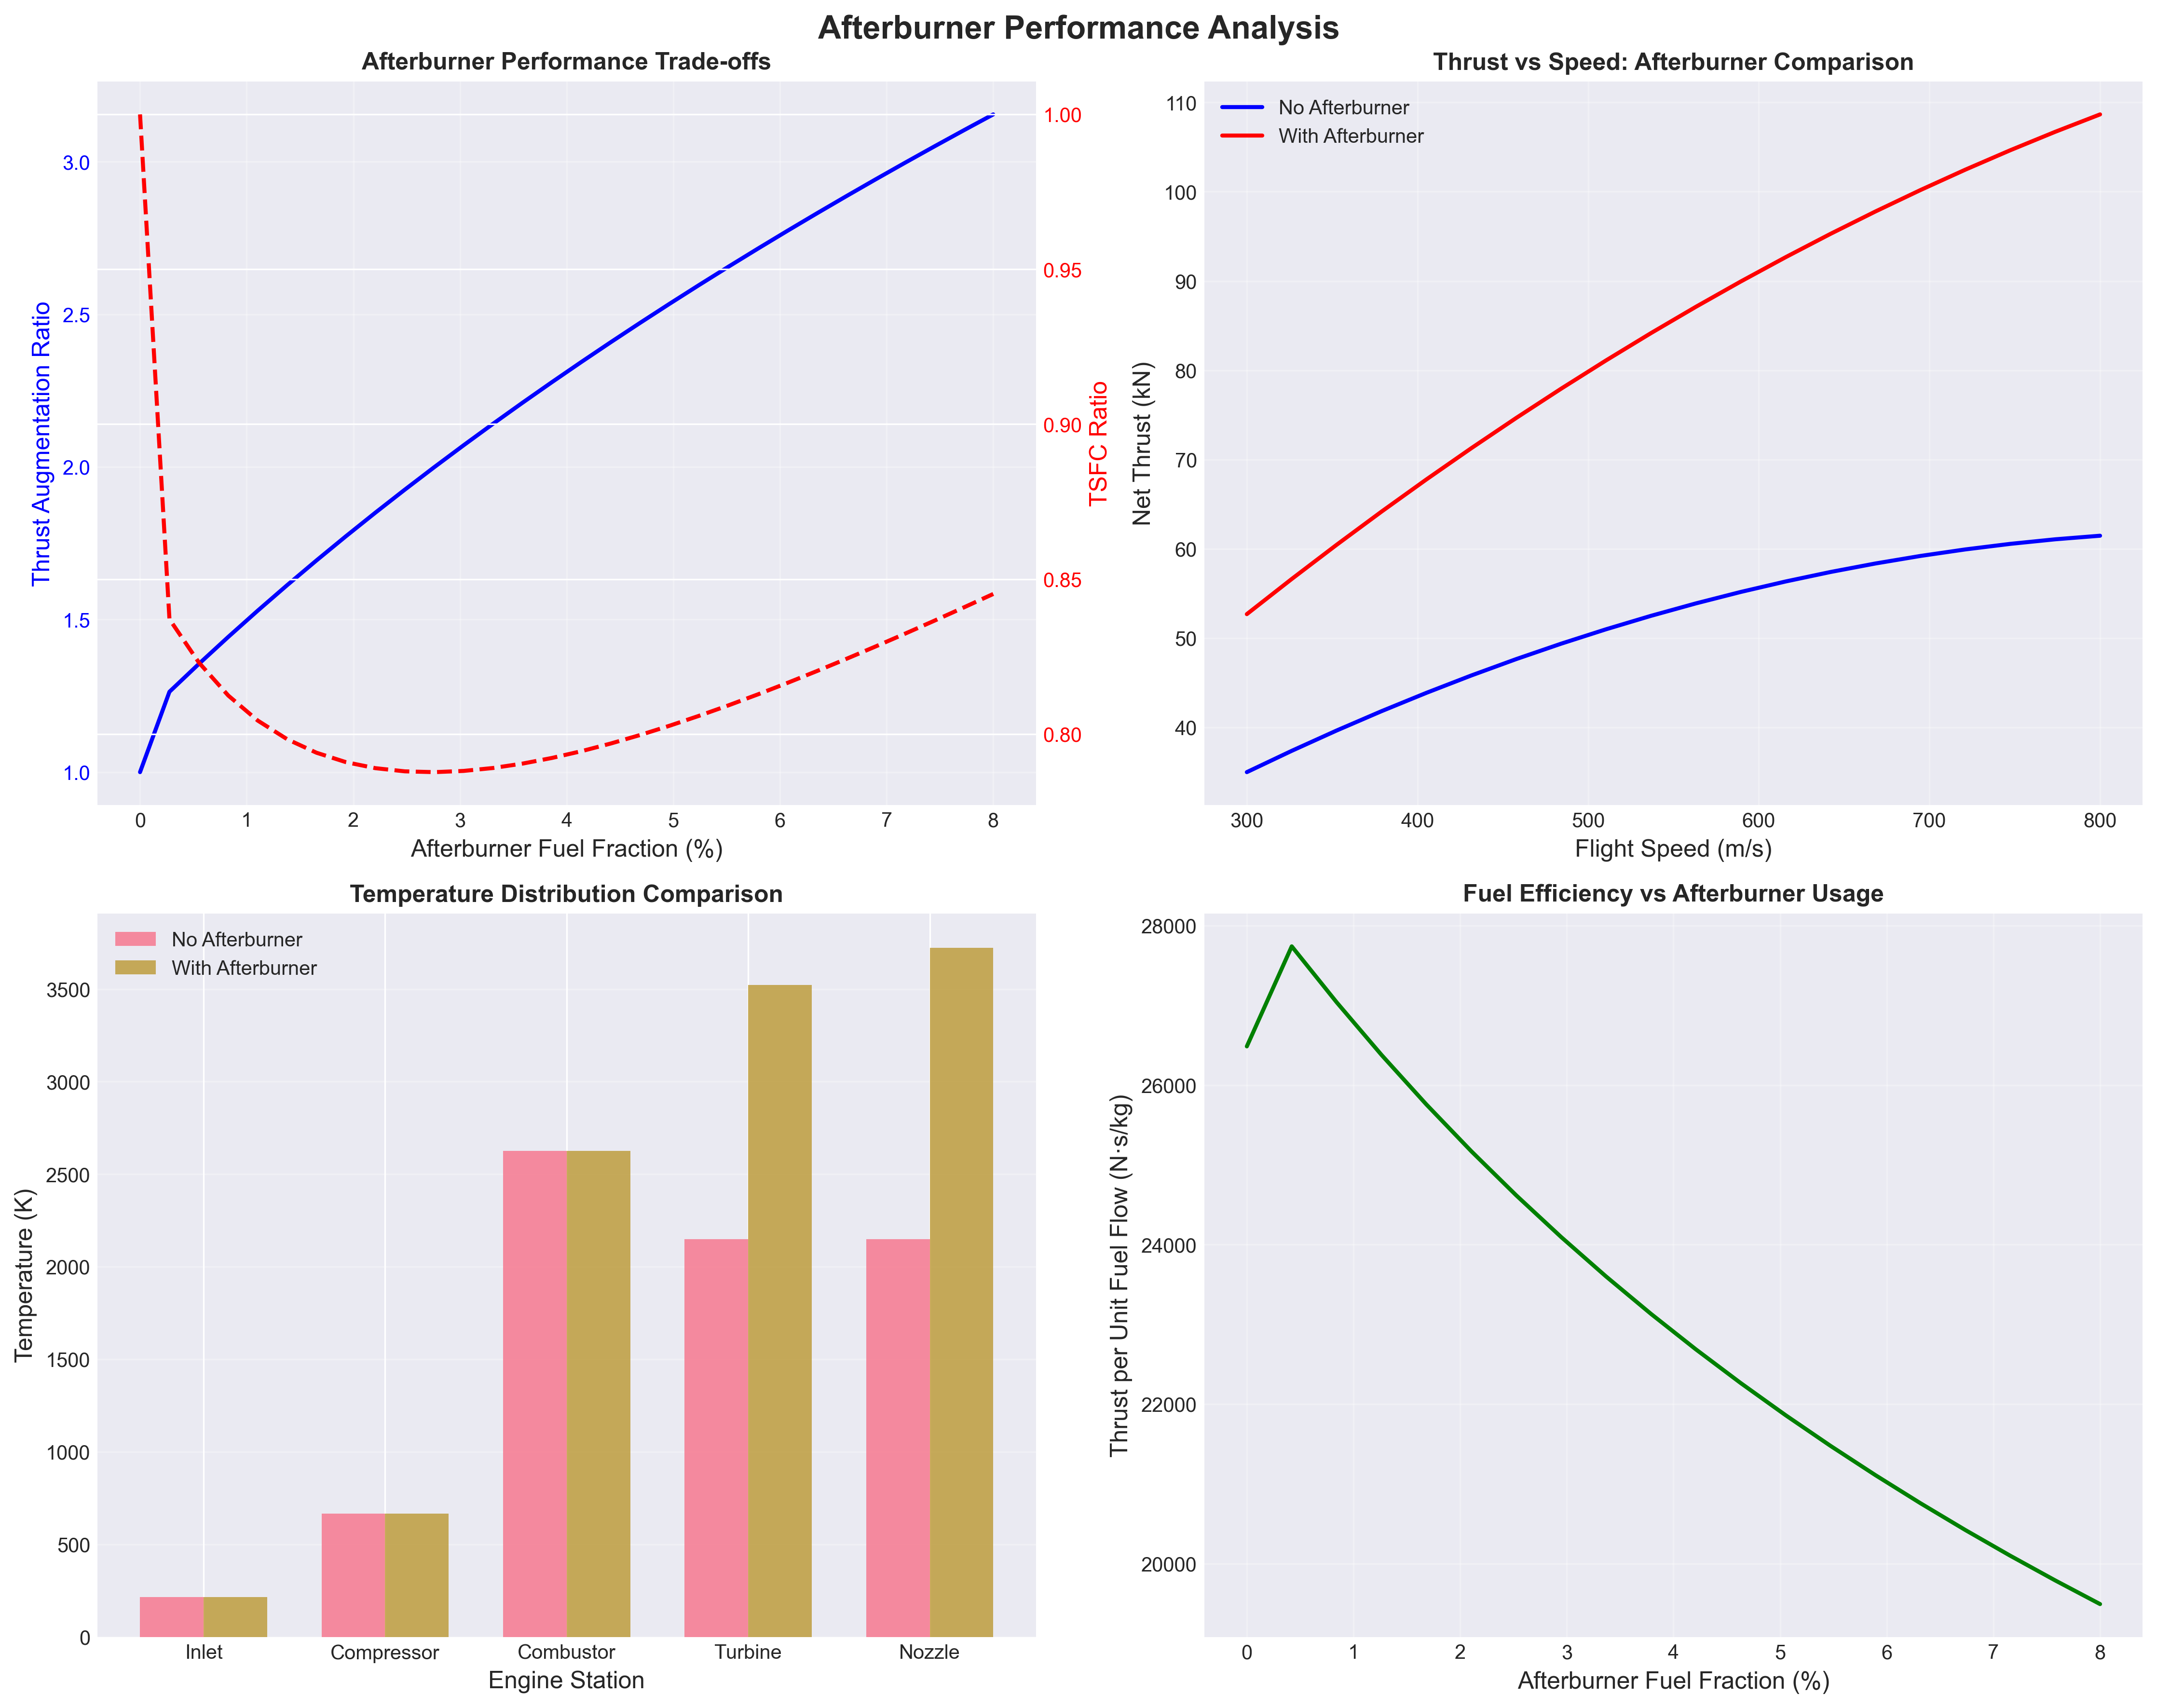 Afterburner Performance Analysis
Afterburner Performance Trade-offs
Thrust Augmentation Ratio
3.0
2.5
2.0
1.5
1.0
1.00
0.95
0.90
0.85
0.80
TSFC Ratio
0 1 2 3 4 5 6 7 8
Afterburner Fuel Fraction (%)
Thrust vs Speed: Afterburner Comparison
No Afterburner
With Afterburner
Net Thrust (kN)
110
100
90
80
70
60
50
40
300 400 500 600 700 800
Flight Speed (m/s)
Temperature Distribution Comparison
No Afterburner
With Afterburner
Temperature (K)
3500
3000
2500
2000
1500
1000
500
0
Inlet Compressor Combustor Turbine Nozzle
Engine Station
Fuel Efficiency vs Afterburner Usage
Thrust per Unit Fuel Flow (N·s/kg)
28000
26000
24000
22000
20000
0 1 2 3 4 5 6 7 8
Afterburner Fuel Fraction (%)